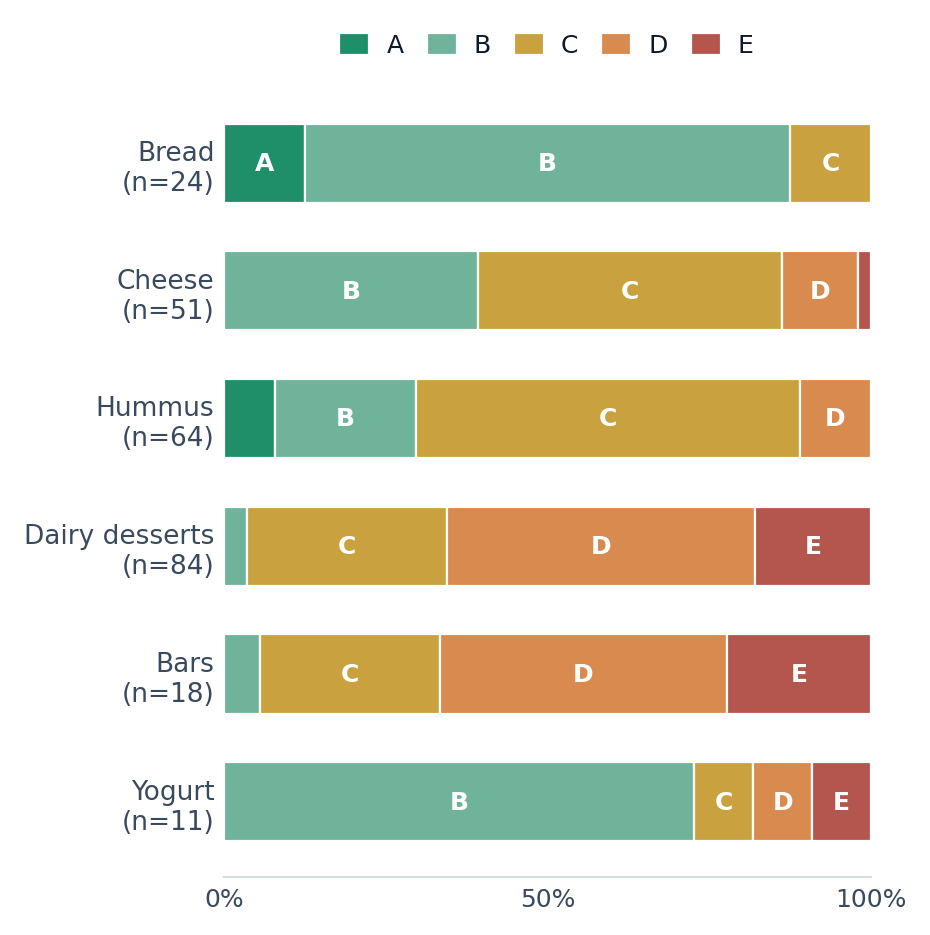 A B C D E
Bread
(n=24)
A B C
Cheese
(n=51)
B C D
Hummus
(n=64)
B C D
Dairy desserts
(n=84)
C D E
Bars
(n=18)
C D E
Yogurt
(n=11)
B C D E
0% 50% 100%